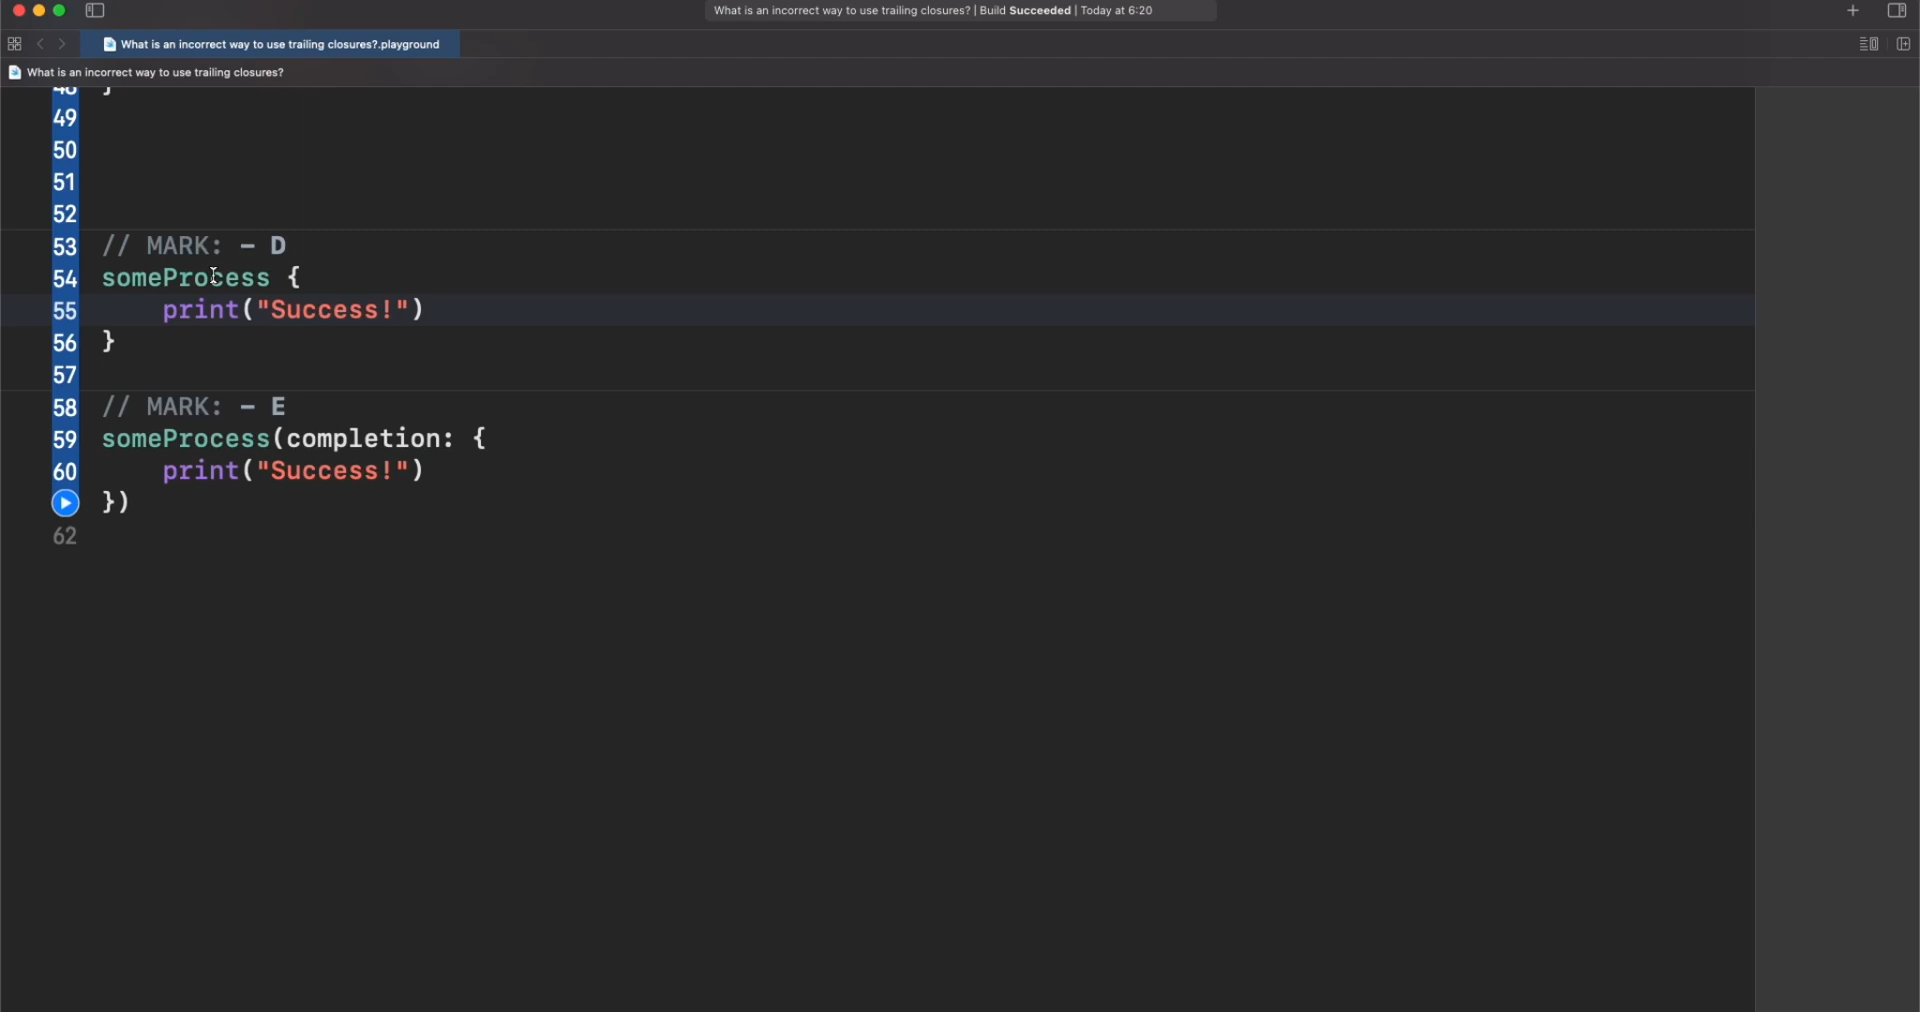 What is an incorrect way to use trailing closures? | Build Succeeded | Today at 6:20
What is an incorrect way to use trailing closures?.playground
What is an incorrect way to use trailing closures?
48 }
49
50
51
52
53 // MARK: - D
54 someProcess {
55     print("Success!")
56 }
57
58 // MARK: - E
59 someProcess(completion: {
60     print("Success!")
})
62